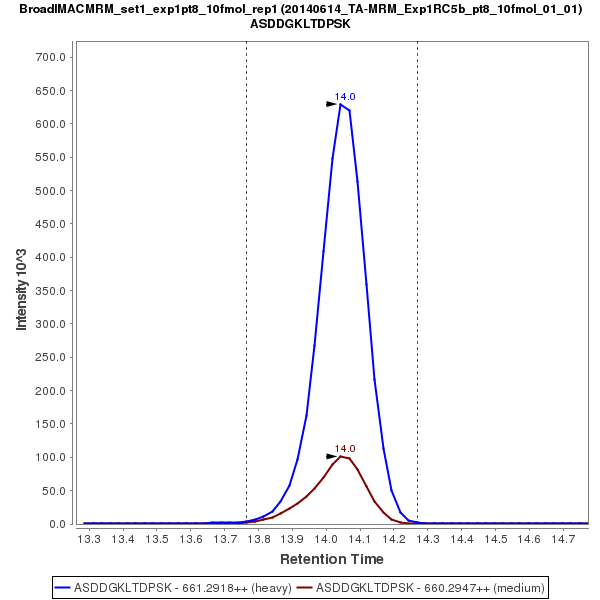 BroadIMACMRM_set1_exp1pt8_10fmol_rep1 (20140614_TA-MRM_Exp1RC5b_pt8_10fmol_01_01)
ASDDGKLTDPSK
700.0
650.0
600.0
550.0
500.0
450.0
400.0
350.0
300.0
250.0
200.0
150.0
100.0
50.0
0.0
Intensity 10^3
14.0
14.0
13.3 13.4 13.5 13.6 13.7 13.8 13.9 14.0 14.1 14.2 14.3 14.4 14.5 14.6 14.7
Retention Time
ASDDGKLTDPSK - 661.2918++ (heavy) ASDDGKLTDPSK - 660.2947++ (medium)